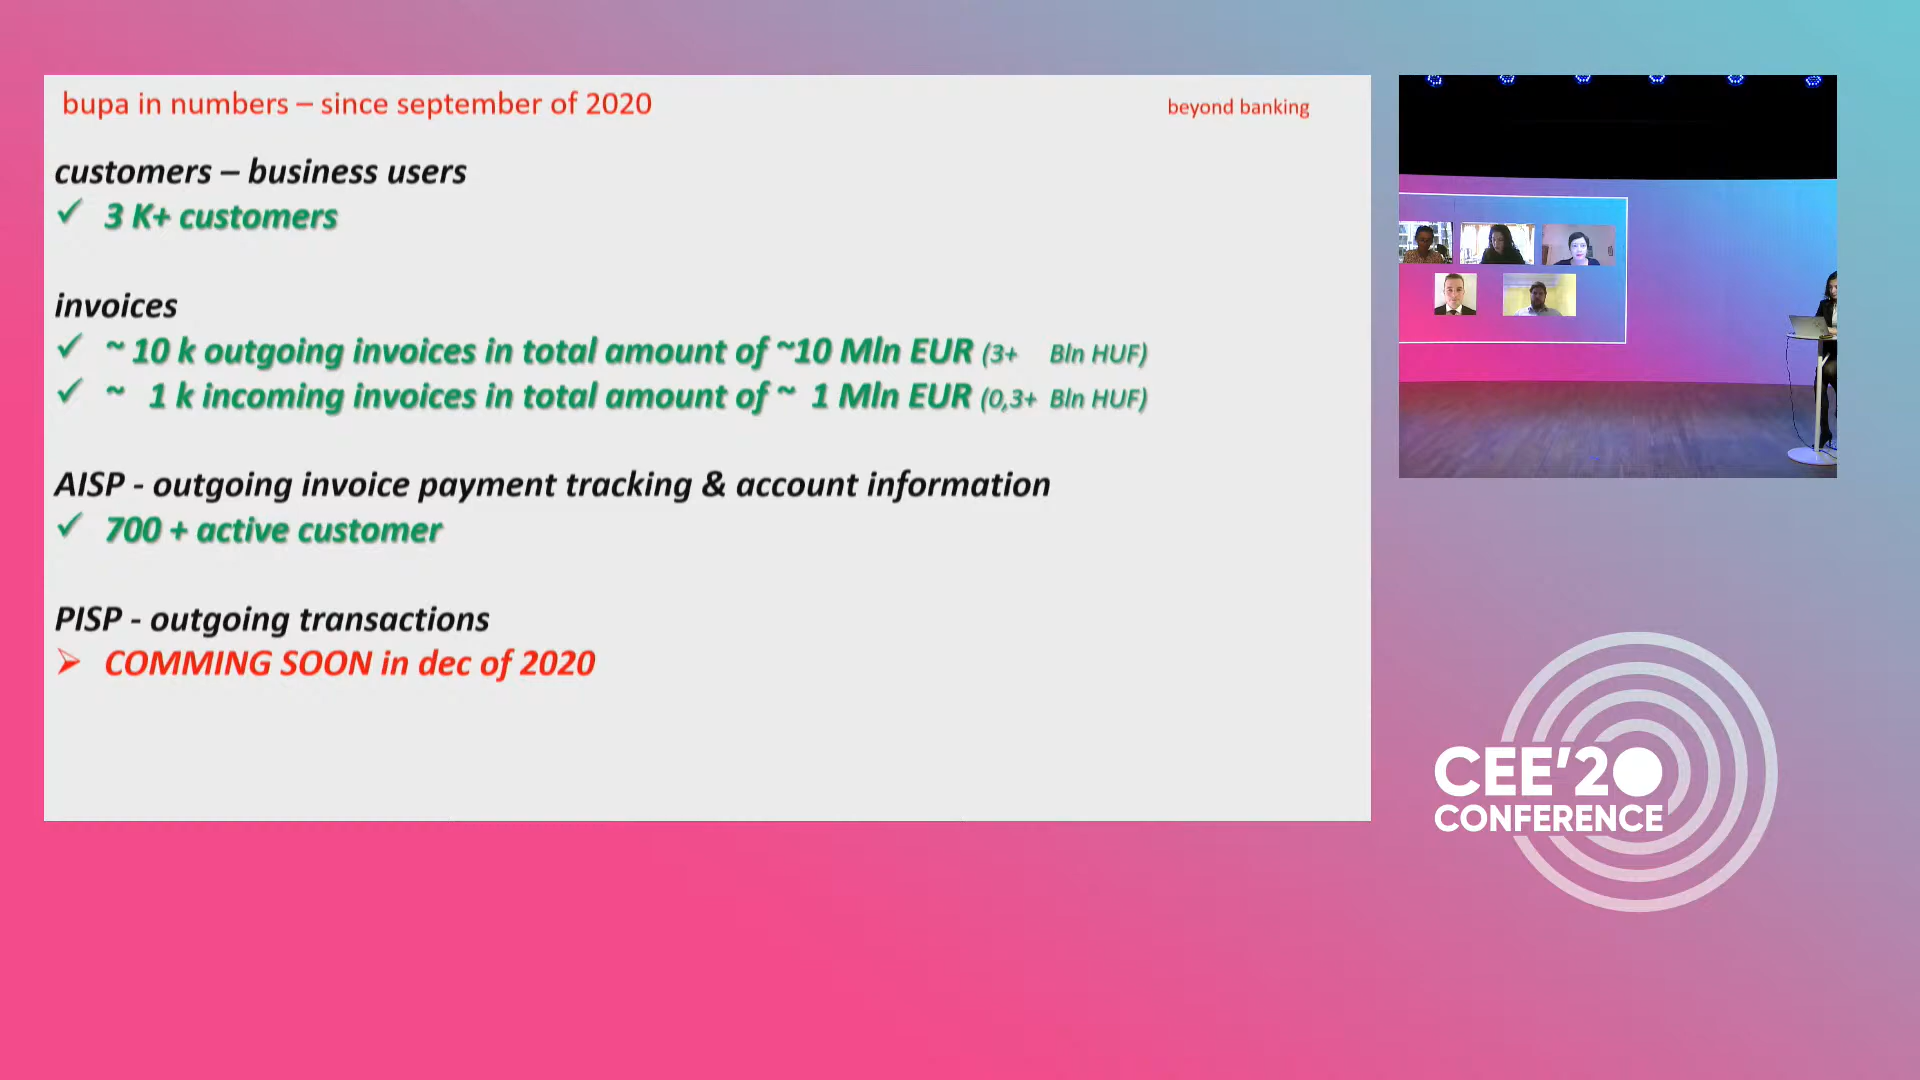 bupa in numbers – since september of 2020
beyond banking
customers – business users
✓ 3 K+ customers
invoices
✓ ~ 10 k outgoing invoices in total amount of ~10 Mln EUR (3+ Bln HUF)
✓ ~ 1 k incoming invoices in total amount of ~ 1 Mln EUR (0,3+ Bln HUF)
AISP - outgoing invoice payment tracking & account information
✓ 700 + active customer
PISP - outgoing transactions
➢ COMMING SOON in dec of 2020
CEE'20
CONFERENCE